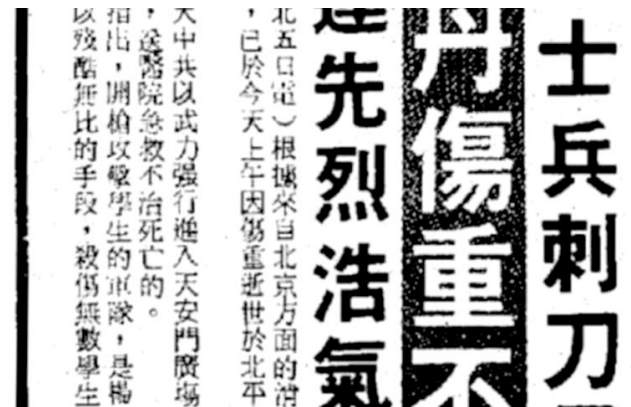 士兵刺刀
丹傷重不
先烈浩氣
北五日電）根據來自北京方面的消
，已於今天上午因傷重逝世於北平
天中共以武力強行進入天安門廣場
，送醫院急救不治死亡的。
指出，開槍攻擊學生的軍隊，是楊
以殘酷無比的手段，殺傷無數學生